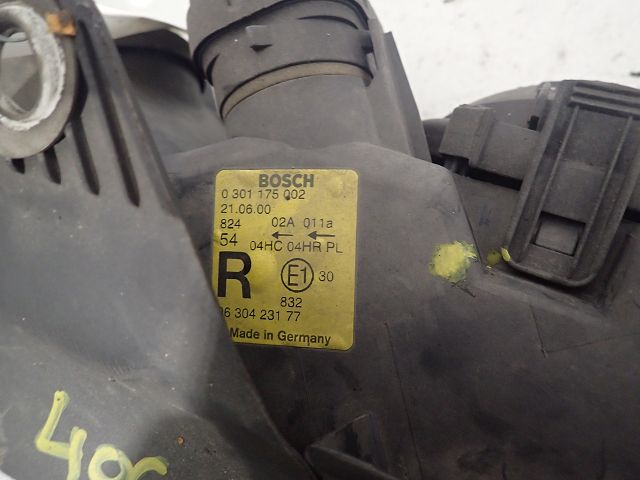 BOSCH
0 301 175 002
21.06.00
824 02A 011a
54 ← ←
04HC 04HR PL
R E1 30
832
6 304 231 77
Made in Germany